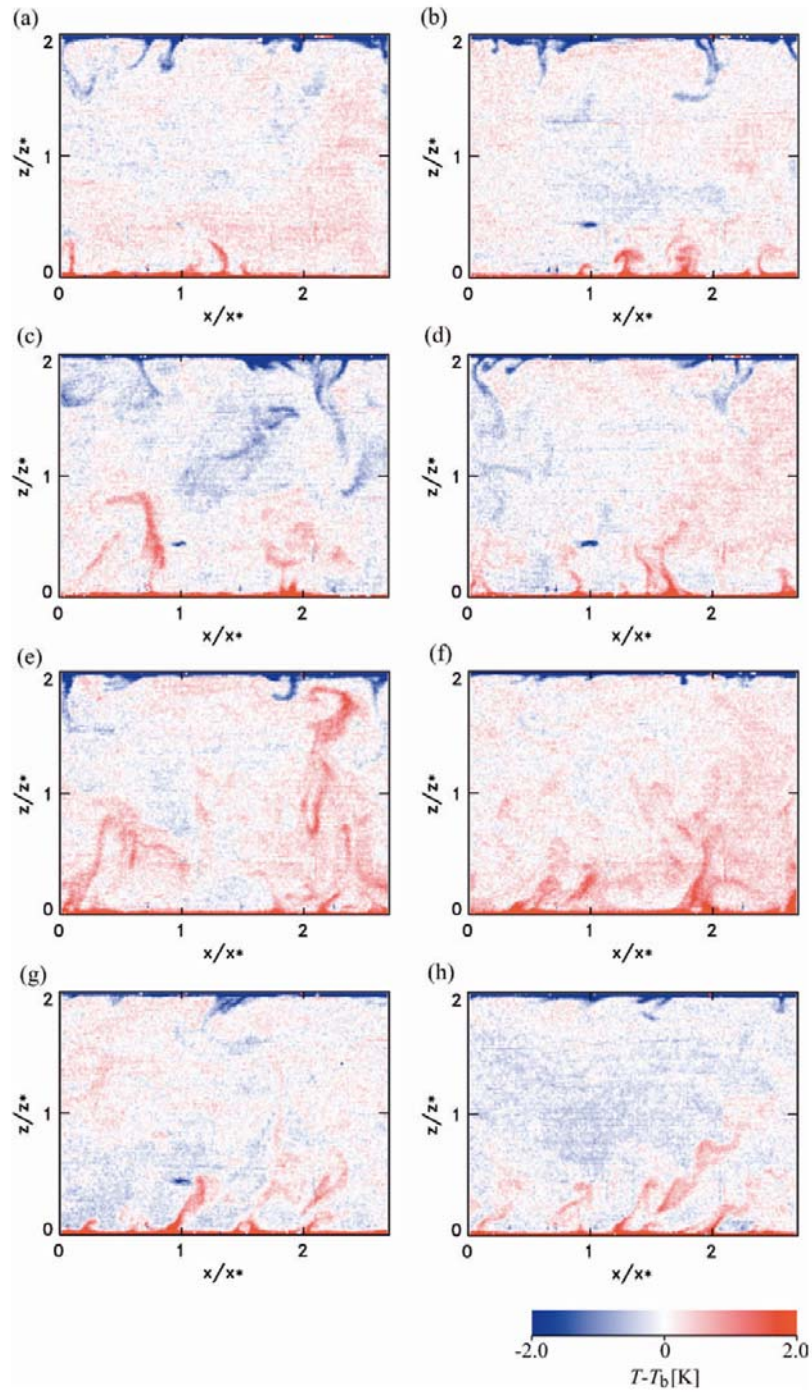 (a) (b)
2 2
z/z* 1 z/z* 1
0 0
0 1 2 0 1 2
x/x* x/x*
(c) (d)
2 2
z/z* 1 z/z* 1
0 0
0 1 2 0 1 2
x/x* x/x*
(e) (f)
2 2
z/z* 1 z/z* 1
0 0
0 1 2 0 1 2
x/x* x/x*
(g) (h)
2 2
z/z* 1 z/z* 1
0 0
0 1 2 0 1 2
x/x* x/x*
-2.0 0 2.0
T-Tb[K]